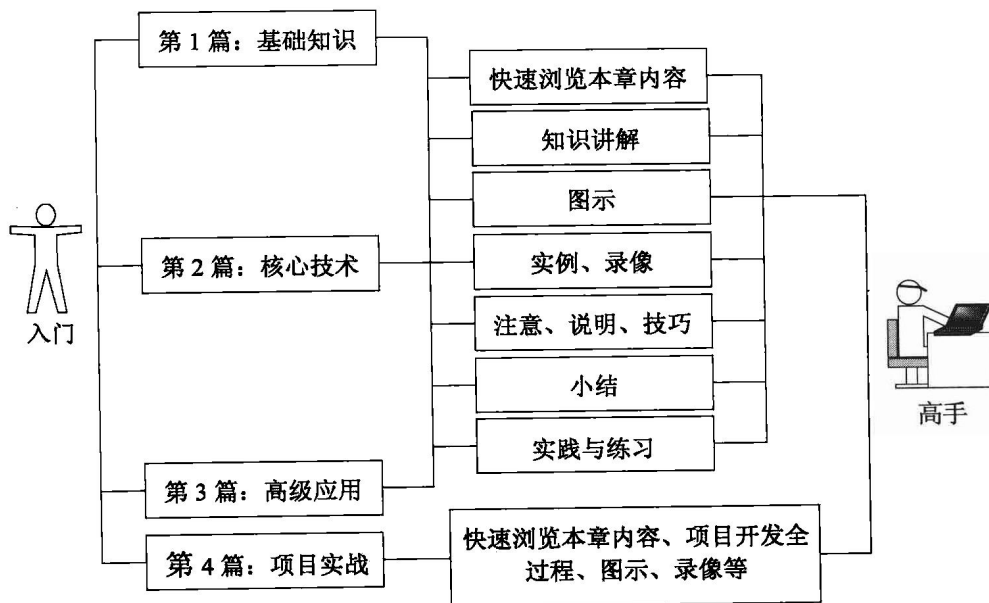 第1篇：基础知识
快速浏览本章内容
知识讲解
图示
第2篇：核心技术
实例、录像
入门
注意、说明、技巧
小结
高手
实践与练习
第3篇：高级应用
第4篇：项目实战
快速浏览本章内容、项目开发全
过程、图示、录像等